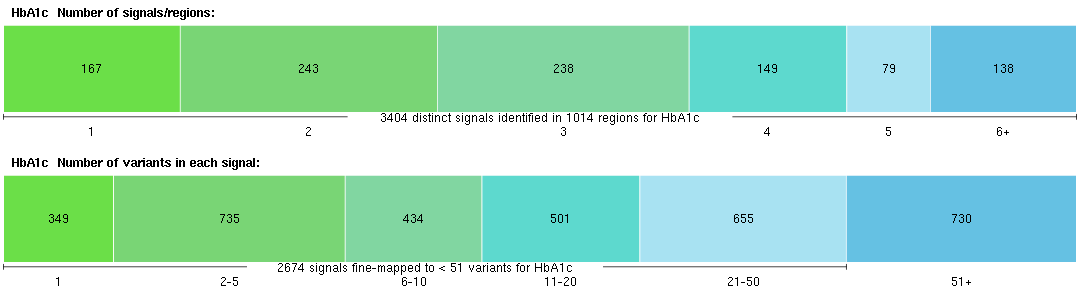 HbA1c Number of signals/regions:
167 243 238 149 79 138
3404 distinct signals identified in 1014 regions for HbA1c
1 2 3 4 5 6+
HbA1c Number of variants in each signal:
349 735 434 501 655 730
2674 signals fine-mapped to < 51 variants for HbA1c
1 2-5 6-10 11-20 21-50 51+